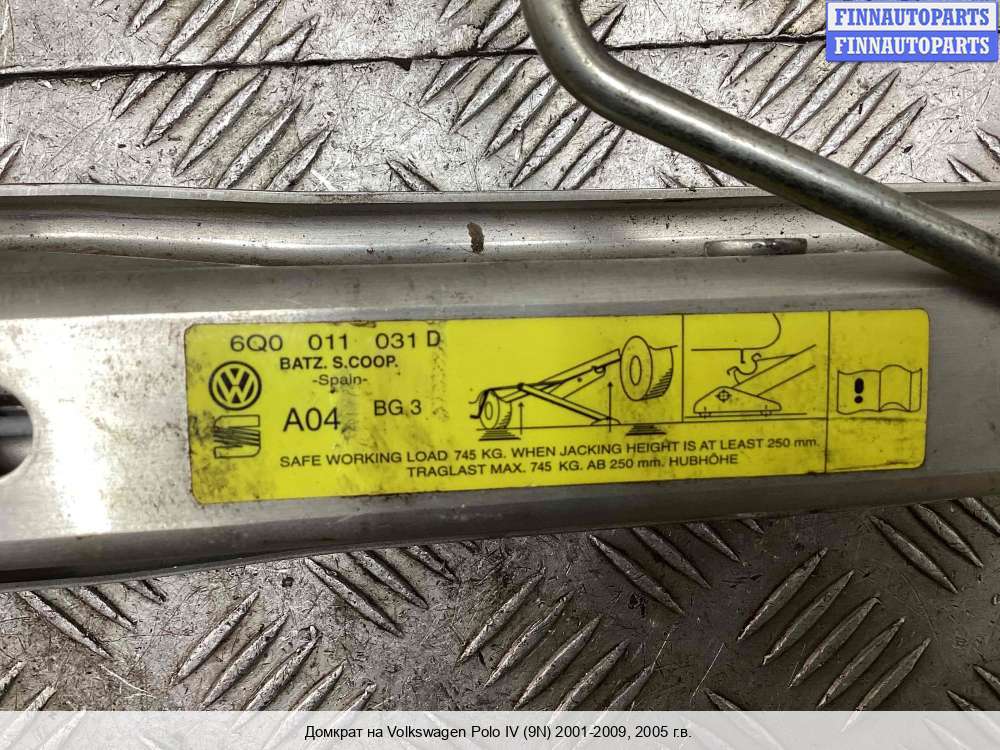 FINNAUTOPARTS
FINNAUTOPARTS
6Q0 011 031 D
BATZ. S.COOP.
-Spain-
A04 BG 3
SAFE WORKING LOAD 745 KG. WHEN JACKING HEIGHT IS AT LEAST 250 mm.
TRAGLAST MAX. 745 KG. AB 250 mm. HUBHÖHE
Домкрат на Volkswagen Polo IV (9N) 2001-2009, 2005 г.в.